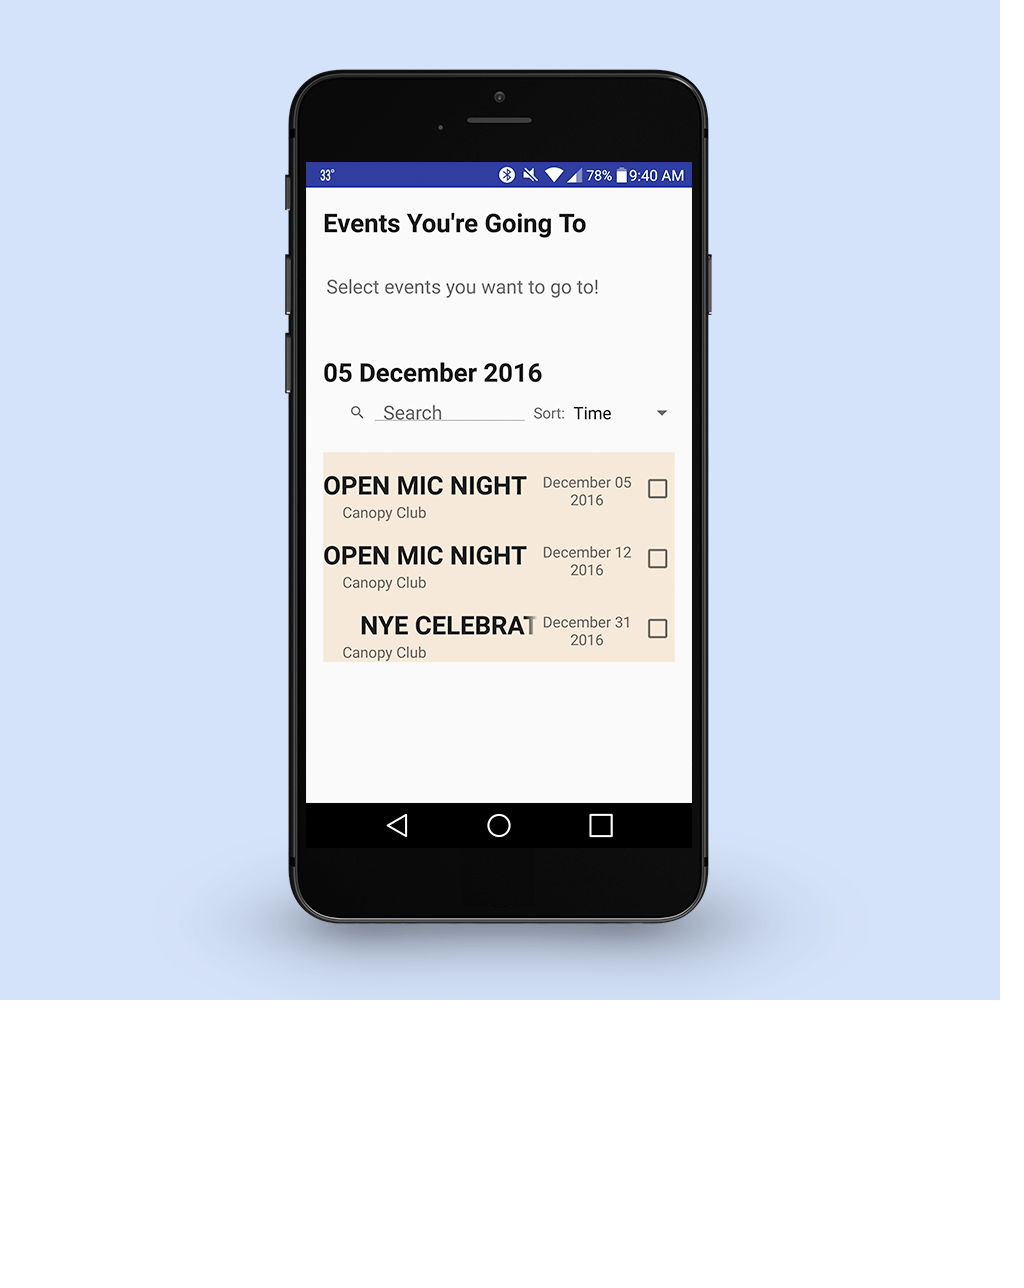 33°
78% 9:40 AM
Events You're Going To
Select events you want to go to!
05 December 2016
Search Sort: Time
OPEN MIC NIGHT December 05
2016
Canopy Club
OPEN MIC NIGHT December 12
2016
Canopy Club
NYE CELEBRAT December 31
2016
Canopy Club